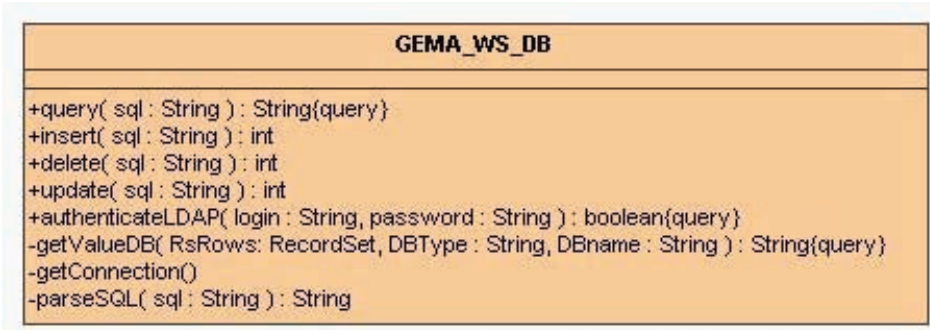 GEMA_WS_DB
+query( sql : String ) : String{query}
+insert( sql : String ) : int
+delete( sql : String ) : int
+update( sql : String ) : int
+authenticateLDAP( login : String, password : String ) : boolean{query}
-getValueDB( RsRows: RecordSet, DBType : String, DBname : String ) : String{query}
-getConnection()
-parseSQL( sql : String ) : String